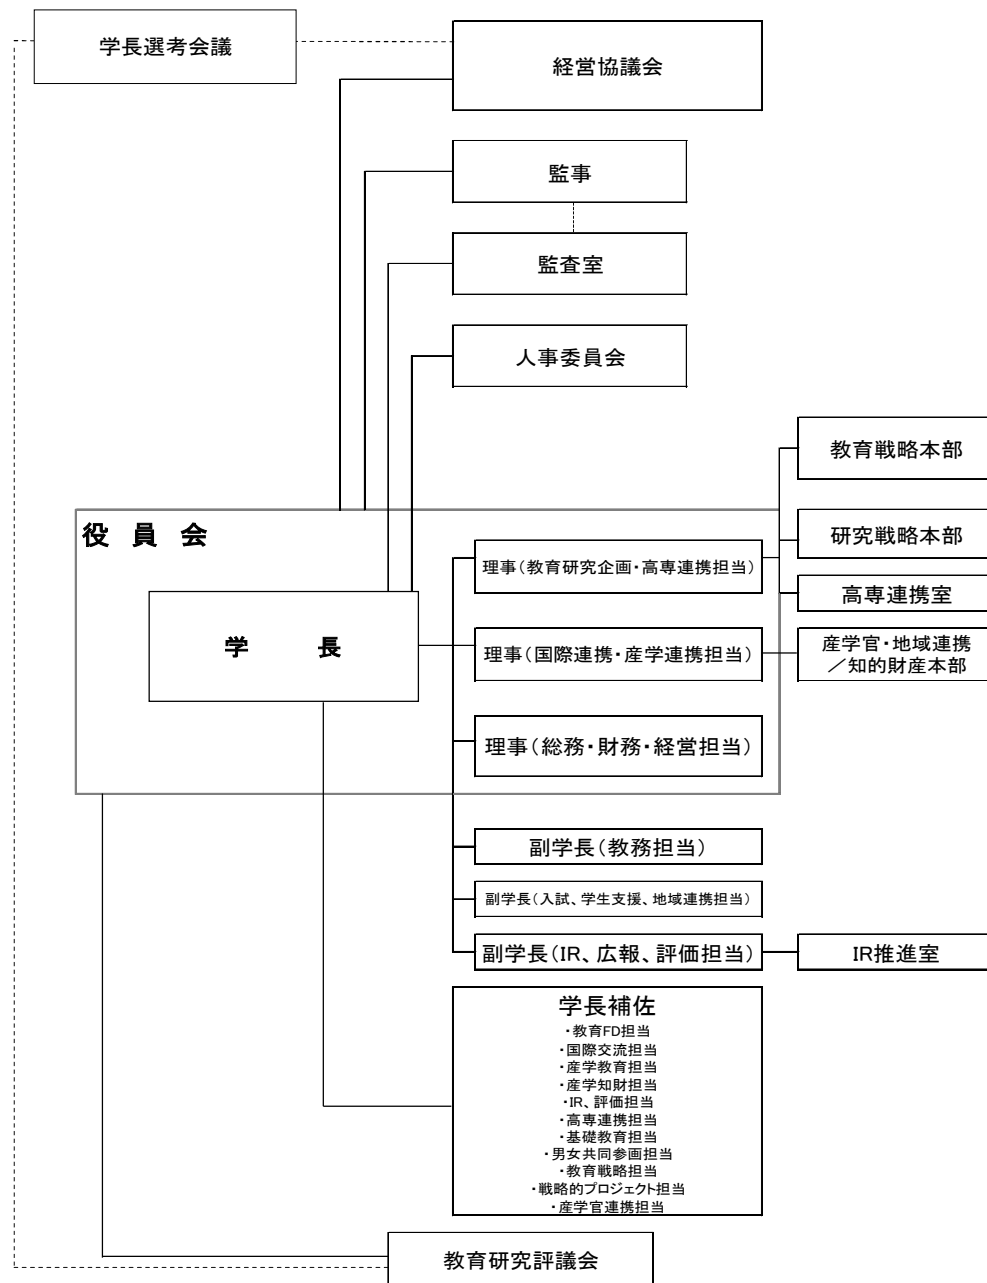 学長選考会議
経営協議会
監事
監査室
人事委員会
教育戦略本部
役 員 会
研究戦略本部
理事(教育研究企画・高専連携担当)
高専連携室
学 長
理事(国際連携・産学連携担当)
産学官・地域連携
／知的財産本部
理事(総務・財務・経営担当)
副学長(教務担当)
副学長(入試、学生支援、地域連携担当)
副学長(IR、広報、評価担当)
IR推進室
学長補佐
・教育FD担当
・国際交流担当
・産学教育担当
・産学知財担当
・IR、評価担当
・高専連携担当
・基礎教育担当
・男女共同参画担当
・教育戦略担当
・戦略的プロジェクト担当
・産学官連携担当
教育研究評議会